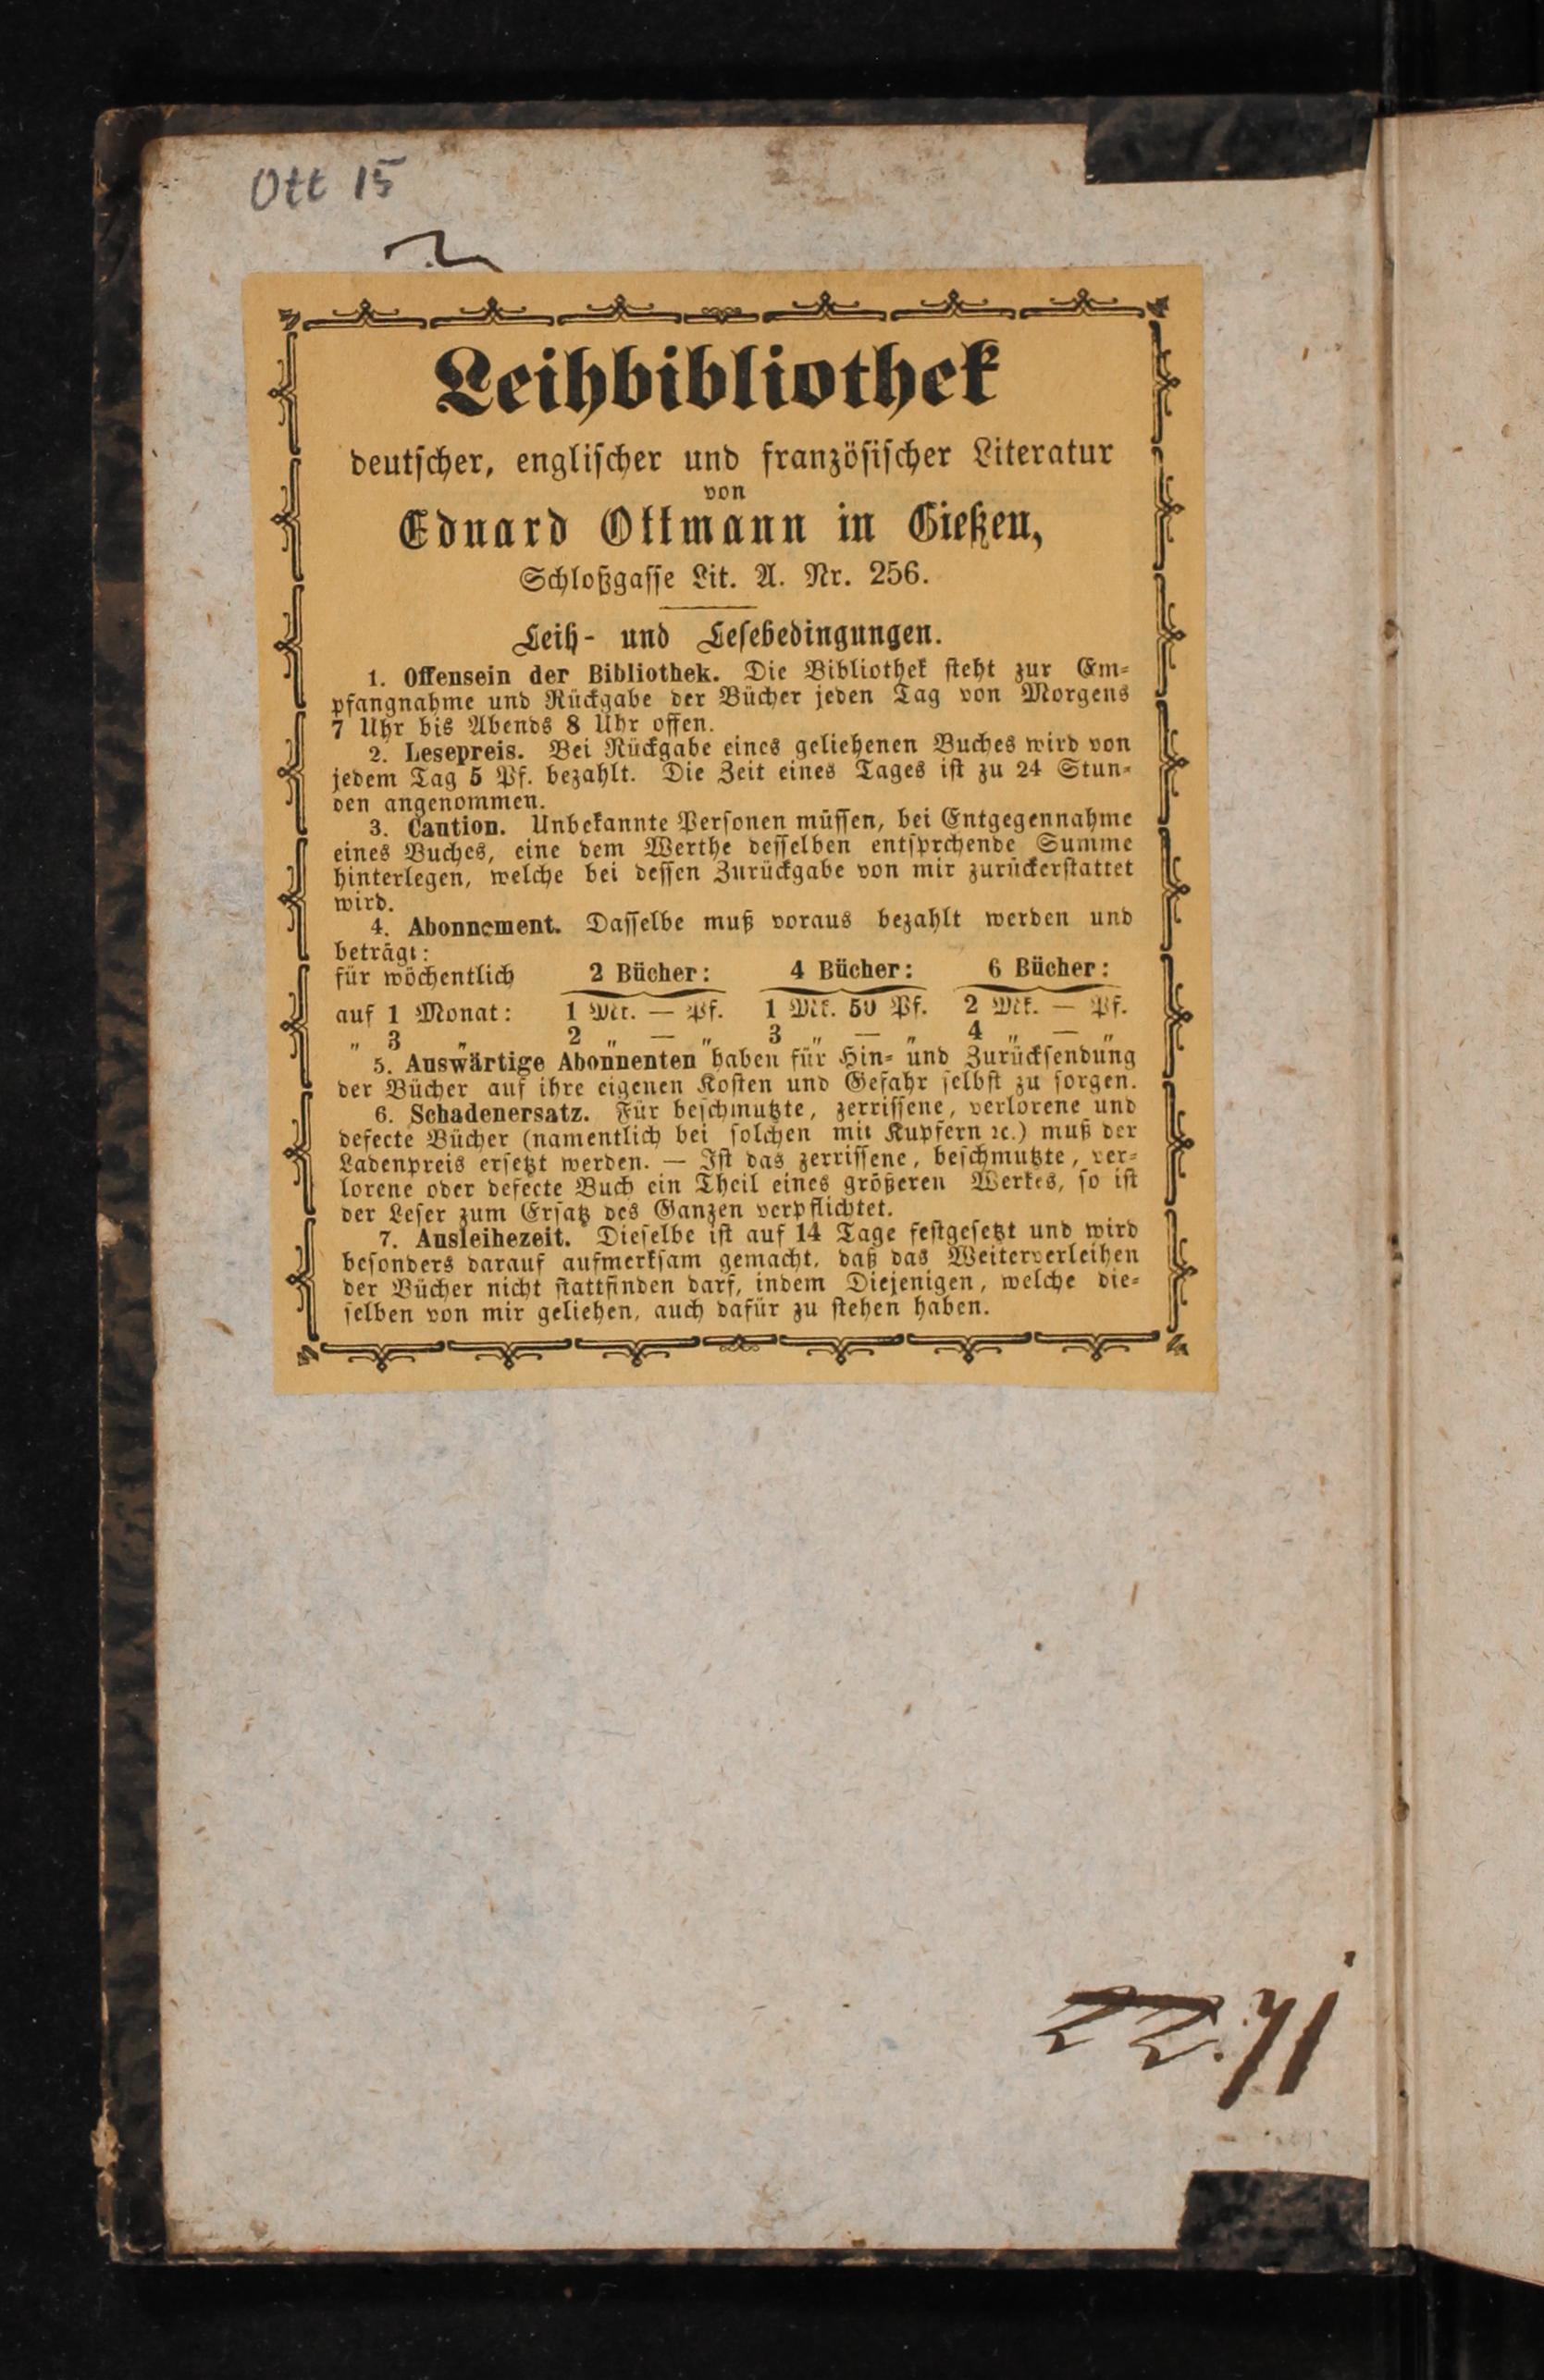 Ott 15
Leihbibliothek
deutscher, englischer und französischer Literatur
von
Eduard Ottmann in Gießen,
Schloßgasse Lit. A. Nr. 256.
Leih- und Lesebedingungen.
1. Offensein der Bibliothek. Die Bibliothek steht zur Em-
pfangnahme und Rückgabe der Bücher jeden Tag von Morgens
7 Uhr bis Abends 8 Uhr offen.
2. Lesepreis. Bei Rückgabe eines geliehenen Buches wird von
jedem Tag 5 Pf. bezahlt. Die Zeit eines Tages ist zu 24 Stun-
den angenommen.
3. Caution. Unbekannte Personen müssen, bei Entgegennahme
eines Buches, eine dem Werthe desselben entsprchende Summe
hinterlegen, welche bei dessen Zurückgabe von mir zurückerstattet
wird.
4. Abonnement. Dasselbe muß voraus bezahlt werden und
beträgt:
für wöchentlich 2 Bücher: 4 Bücher: 6 Bücher:
auf 1 Monat: 1 Mk. — Pf. 1 Mk. 50 Pf. 2 Mk. — Pf.
„ 3 „ 2 „ — „ 3 „ — „ 4 „ — „
5. Auswärtige Abonnenten haben für Hin- und Zurücksendung
der Bücher auf ihre eigenen Kosten und Gefahr selbst zu sorgen.
6. Schadenersatz. Für beschmutzte, zerrissene, verlorene und
defecte Bücher (namentlich bei solchen mit Kupfern ꝛc.) muß der
Ladenpreis ersetzt werden. — Ist das zerrissene, beschmutzte, ver-
lorene oder defecte Buch ein Theil eines größeren Werkes, so ist
der Leser zum Ersatz des Ganzen verpflichtet.
7. Ausleihezeit. Dieselbe ist auf 14 Tage festgesetzt und wird
besonders darauf aufmerksam gemacht, daß das Weiterverleihen
der Bücher nicht stattfinden darf, indem Diejenigen, welche die-
selben von mir geliehen, auch dafür zu stehen haben.